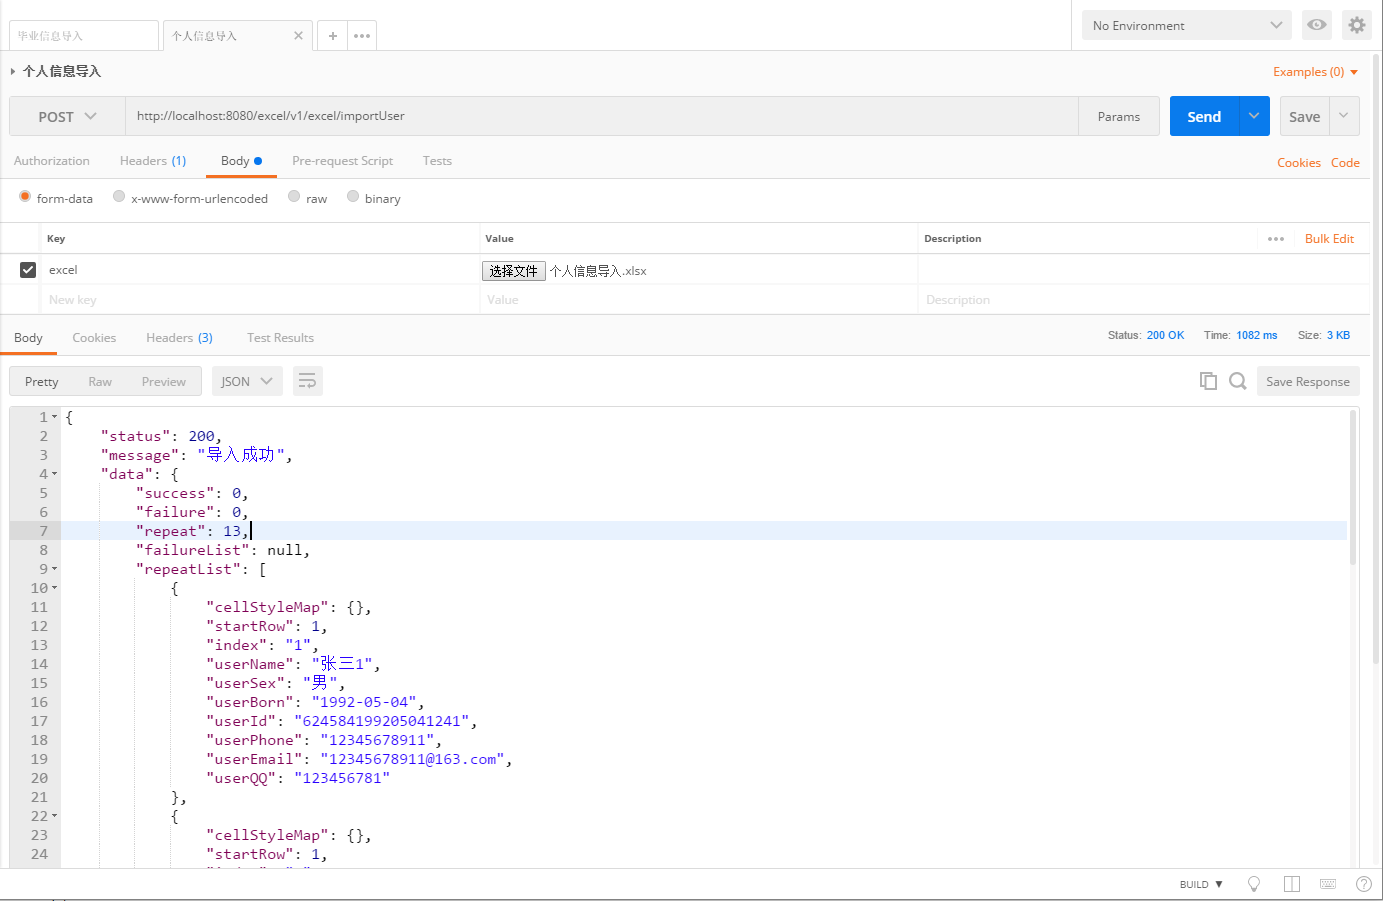 毕业信息导入
个人信息导入 ✕ + •••
No Environment
个人信息导入
Examples (0)
POST http://localhost:8080/excel/v1/excel/importUser Params Send Save
Authorization Headers (1) Body Pre-request Script Tests Cookies Code
form-data x-www-form-urlencoded raw binary
Key Value Description ••• Bulk Edit
excel 选择文件 个人信息导入.xlsx
New key Value Description
Body Cookies Headers (3) Test Results Status: 200 OK Time: 1082 ms Size: 3 KB
Pretty Raw Preview JSON Save Response
1 {
2 "status": 200,
3 "message": "导入成功",
4 "data": {
5 "success": 0,
6 "failure": 0,
7 "repeat": 13,
8 "failureList": null,
9 "repeatList": [
10 {
11 "cellStyleMap": {},
12 "startRow": 1,
13 "index": "1",
14 "userName": "张三1",
15 "userSex": "男",
16 "userBorn": "1992-05-04",
17 "userId": "624584199205041241",
18 "userPhone": "12345678911",
19 "userEmail": "12345678911@163.com",
20 "userQQ": "123456781"
21 },
22 {
23 "cellStyleMap": {},
24 "startRow": 1,
BUILD ▼